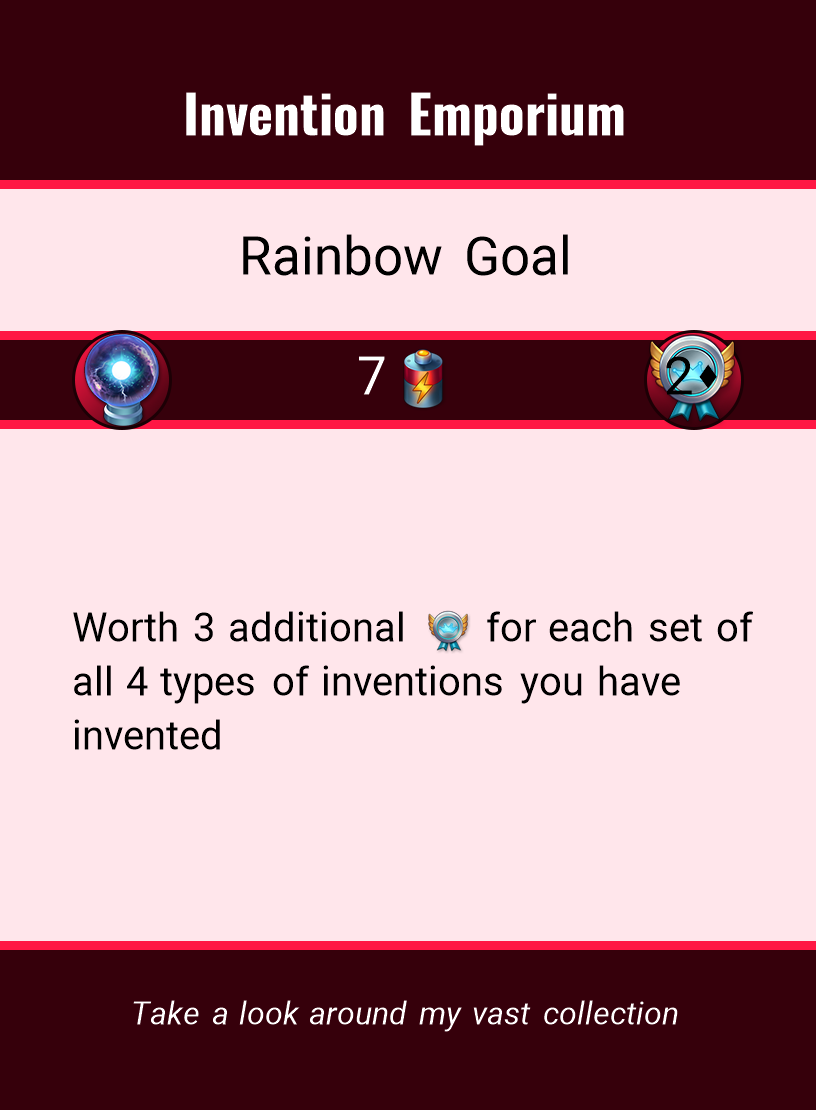 Invention Emporium
Rainbow Goal
7
2♦
Worth 3 additional for each set of
all 4 types of inventions you have
invented
Take a look around my vast collection